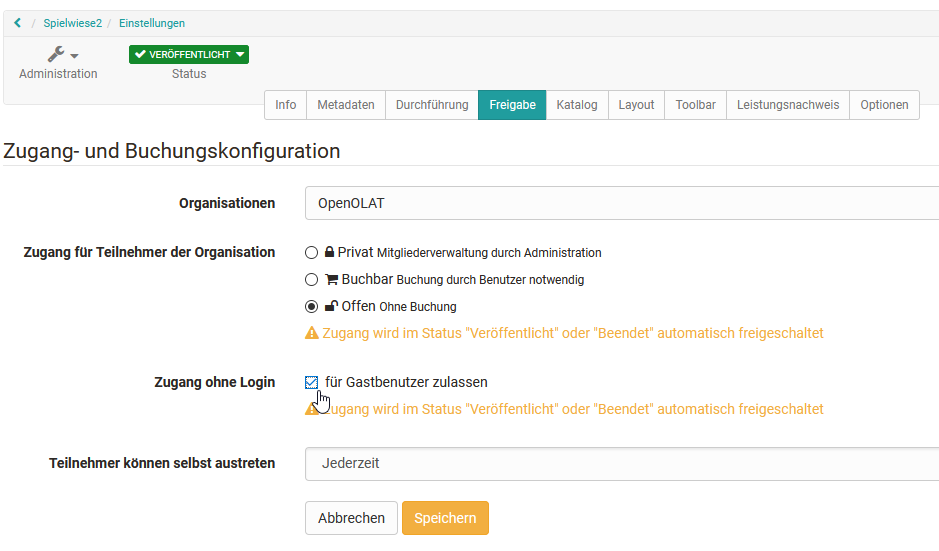 / Spielwiese2 / Einstellungen
Administration
VERÖFFENTLICHT
Status
Info Metadaten Durchführung Freigabe Katalog Layout Toolbar Leistungsnachweis Optionen
Zugang- und Buchungskonfiguration
Organisationen OpenOLAT
Zugang für Teilnehmer der Organisation Privat Mitgliederverwaltung durch Administration
Buchbar Buchung durch Benutzer notwendig
Offen Ohne Buchung
Zugang wird im Status "Veröffentlicht" oder "Beendet" automatisch freigeschaltet
Zugang ohne Login für Gastbenutzer zulassen
Zugang wird im Status "Veröffentlicht" oder "Beendet" automatisch freigeschaltet
Teilnehmer können selbst austreten Jederzeit
Abbrechen Speichern